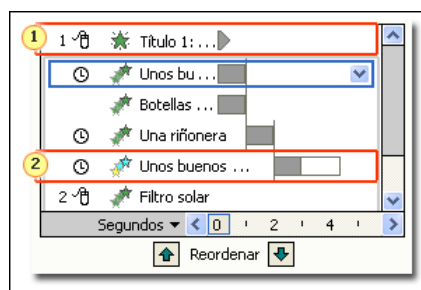 1
1 Título 1: ...
Unos bu ...
Botellas ...
Una riñonera
2
Unos buenos ...
2 Filtro solar
Segundos 0 2 4
Reordenar